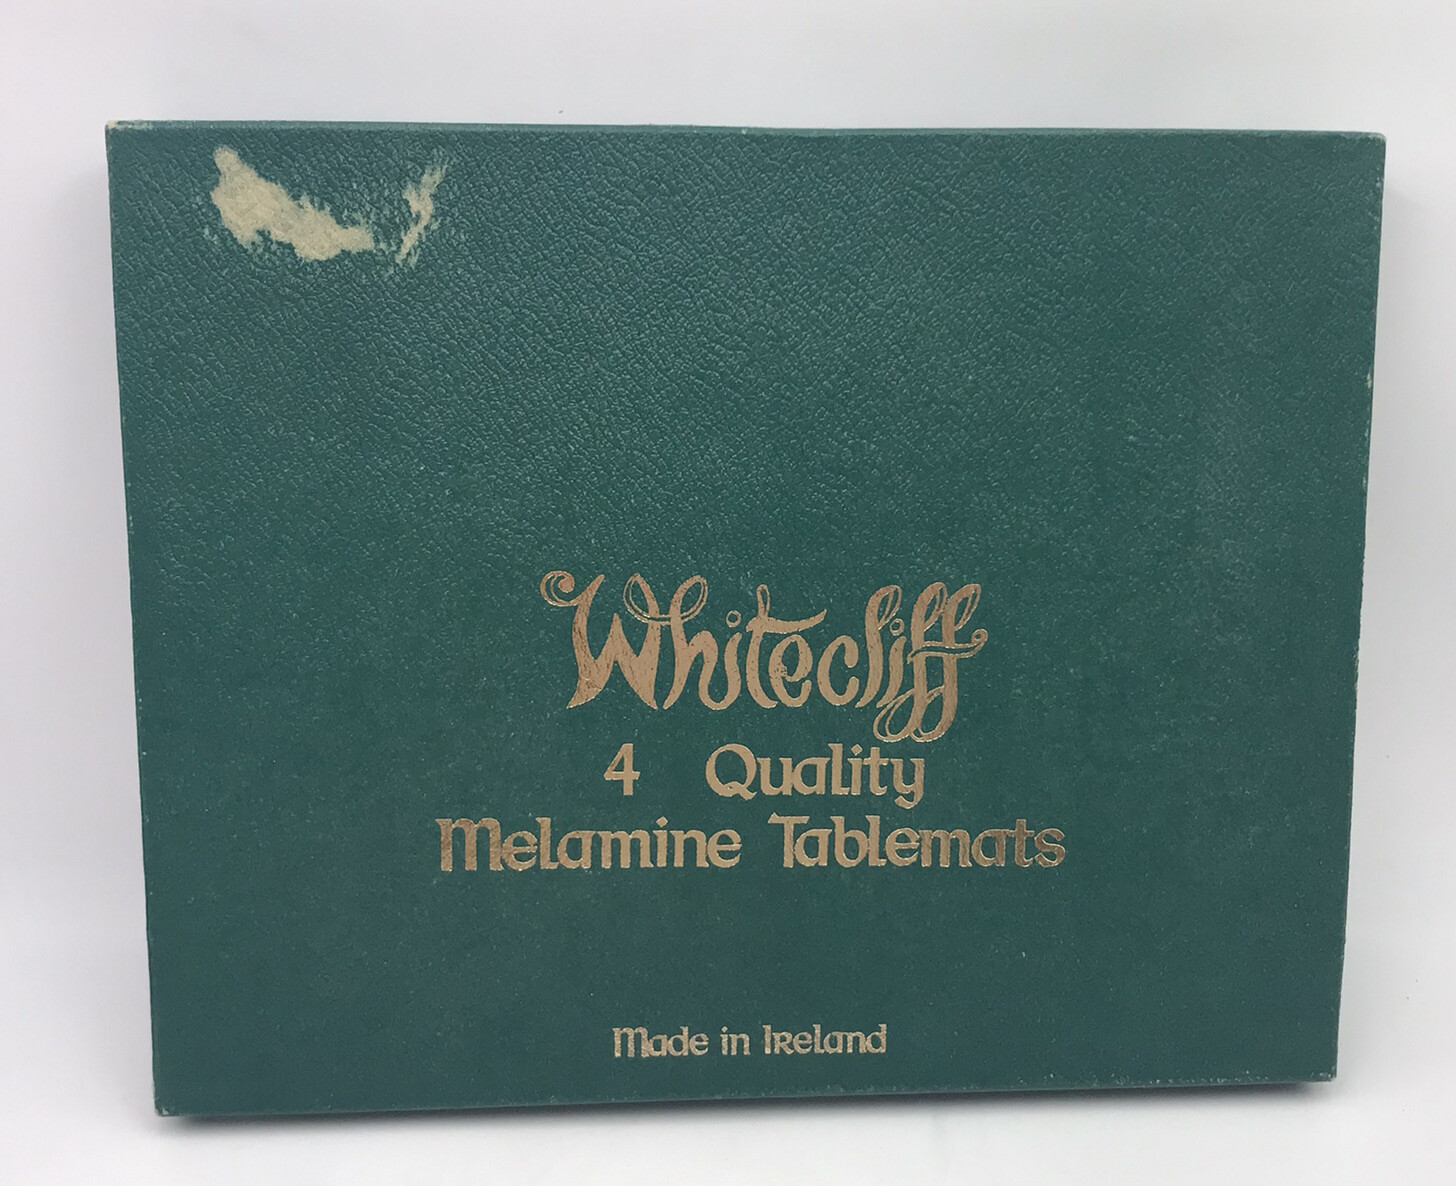 Whitecliff
4 Quality
Melamine Tablemats
Made in Ireland